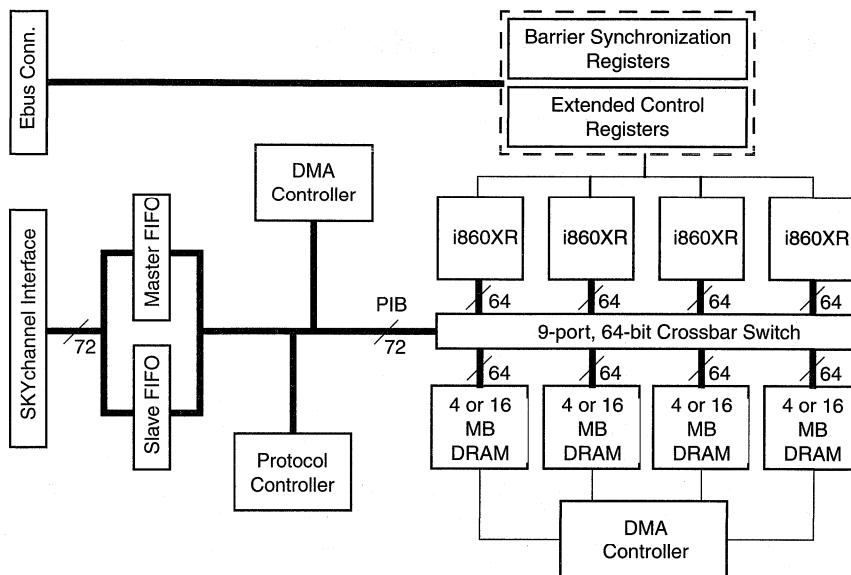 Ebus Conn.
Barrier Synchronization
Registers
Extended Control
Registers
DMA
Controller
SKYchannel Interface
Master FIFO
Slave FIFO
i860XR
i860XR
i860XR
i860XR
64
64
64
64
PIB
72
72
9-port, 64-bit Crossbar Switch
64
64
64
64
4 or 16
MB
DRAM
4 or 16
MB
DRAM
4 or 16
MB
DRAM
4 or 16
MB
DRAM
Protocol
Controller
DMA
Controller